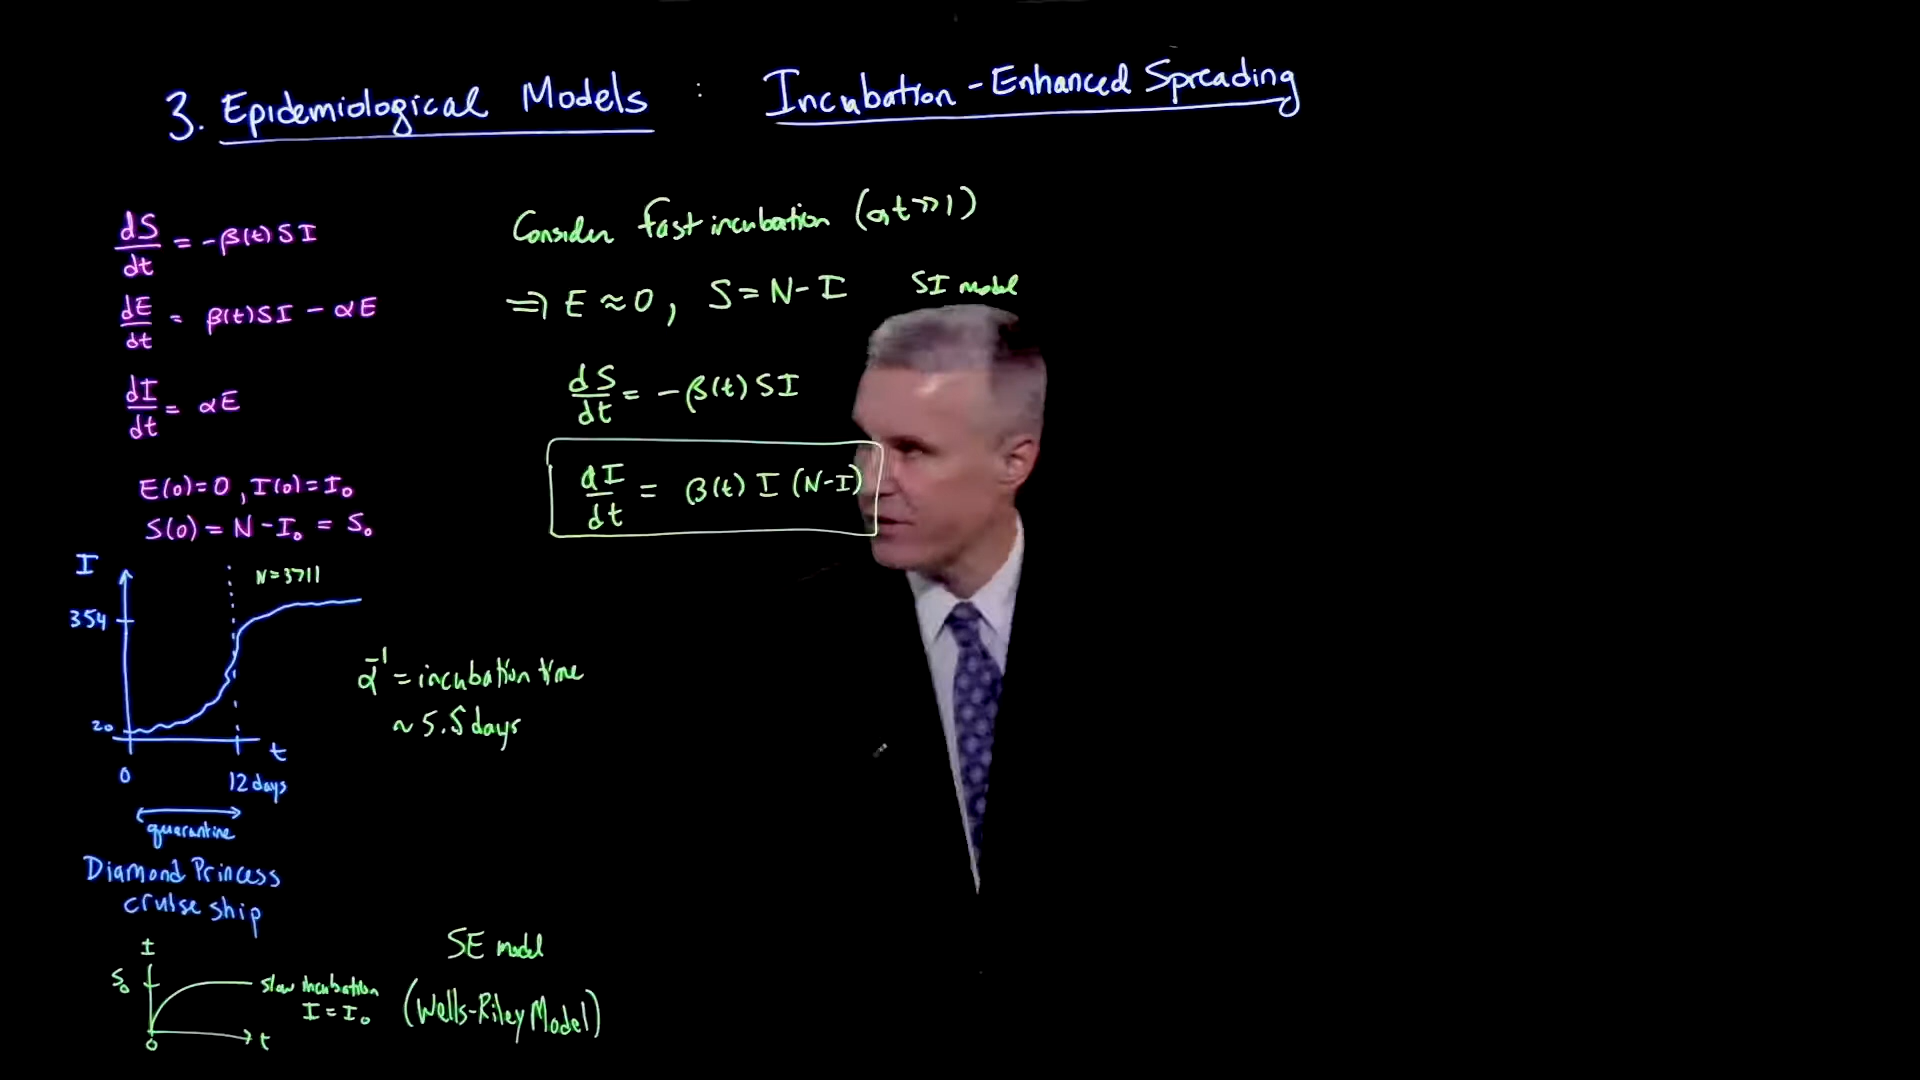 3. Epidemiological Models : Incubation-Enhanced Spreading
dS/dt = -β(t) S I
dE/dt = β(t) S I - αE
dI/dt = αE
E(0)=0, I(0)=I₀
S(0) = N-I₀ = S₀
Consider fast incubation (αt>>1)
⇒ E ≈ 0, S = N-I SI model
dS/dt = -β(t) S I
dI/dt = β(t) I (N-I)
I
N=3711
354
20
t
0
12 days
quarantine
Diamond Princess
cruise ship
α⁻¹ = incubation time
~ 5.5 days
I
S₀
slow incubation
I = I₀
0
t
SE model
(Wells-Riley Model)